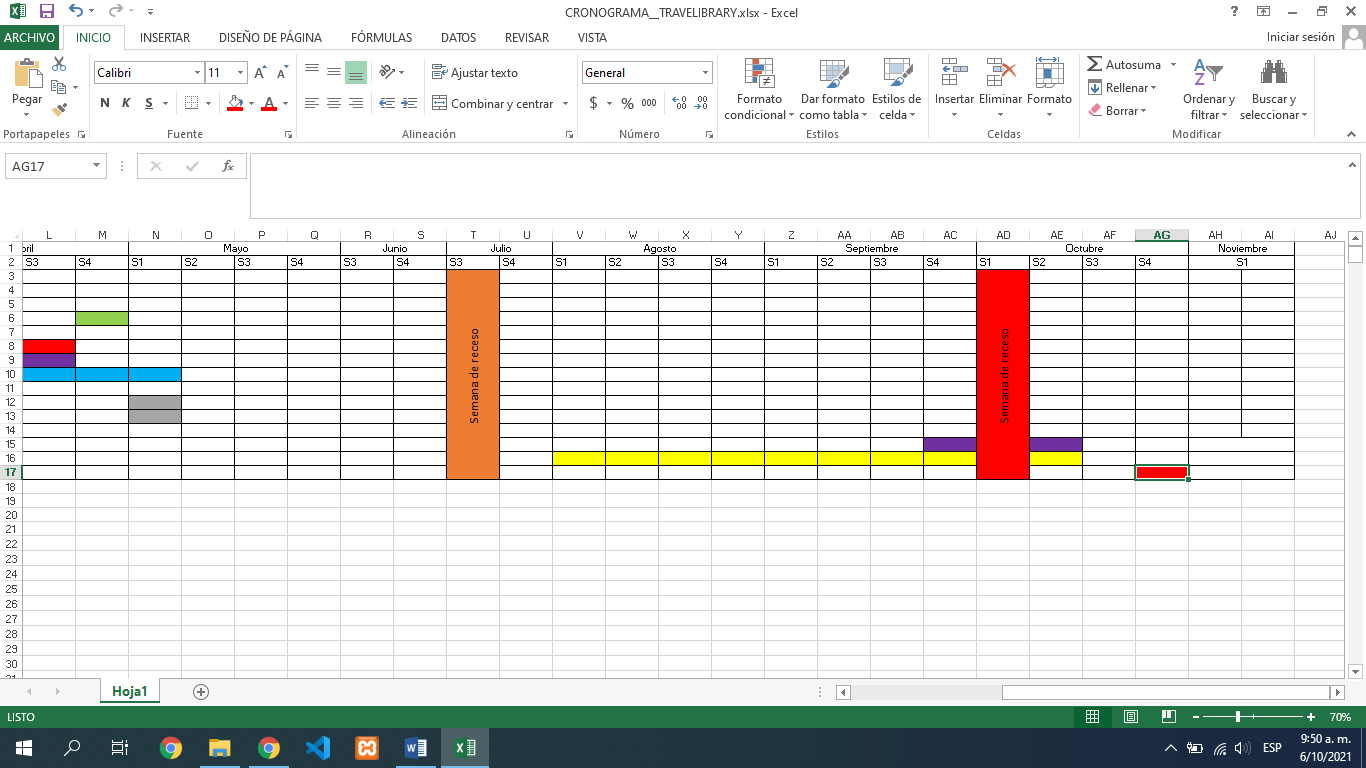 CRONOGRAMA__TRAVELIBRARY.xlsx - Excel
ARCHIVO INICIO INSERTAR DISEÑO DE PÁGINA FÓRMULAS DATOS REVISAR VISTA Iniciar sesión
Pegar
Calibri 11
N K S
Ajustar texto
Combinar y centrar
General
$ % 000
Formato condicional
Dar formato como tabla
Estilos de celda
Insertar Eliminar Formato
Autosuma
Rellenar
Borrar
Ordenar y filtrar
Buscar y seleccionar
Portapapeles Fuente Alineación Número Estilos Celdas Modificar
AG17 fx
L M N O P Q R S T U V W X Y Z AA AB AC AD AE AF AG AH AI AJ
1 bril Mayo Junio Julio Agosto Septiembre Octubre Noviembre
2 S3 S4 S1 S2 S3 S4 S3 S4 S3 S4 S1 S2 S3 S4 S1 S2 S3 S4 S1 S2 S3 S4 S1
3
4
5
6
7
8
9
10
11
12
13
14
15
16
17
Semana de receso
Semana de receso
18
19
20
21
22
23
24
25
26
27
28
29
30
Hoja1
LISTO 70%
9:50 a. m.
ESP
6/10/2021